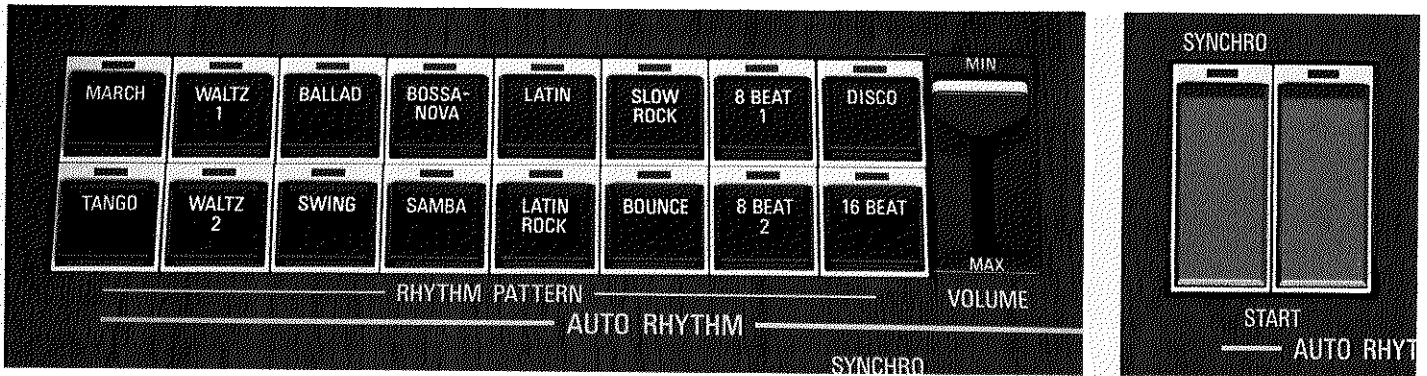 MARCH
WALTZ
1
BALLAD
BOSSA-
NOVA
LATIN
SLOW
ROCK
8 BEAT
1
DISCO
TANGO
WALTZ
2
SWING
SAMBA
LATIN
ROCK
BOUNCE
8 BEAT
2
16 BEAT
MIN
MAX
VOLUME
RHYTHM PATTERN
AUTO RHYTHM
SYNCHRO
SYNCHRO
START
AUTO RHYT